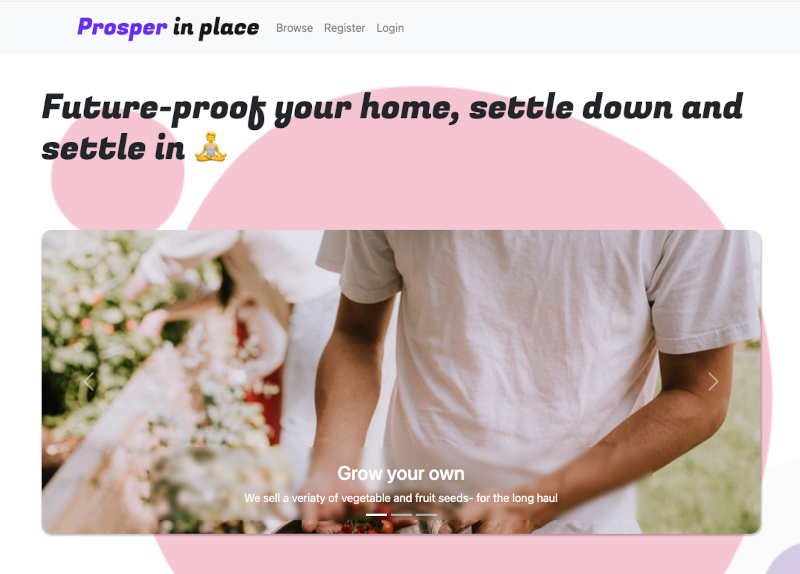 Prosper in place Browse Register Login
Future-proof your home, settle down and
settle in 🧘
Grow your own
We sell a veriaty of vegetable and fruit seeds- for the long haul